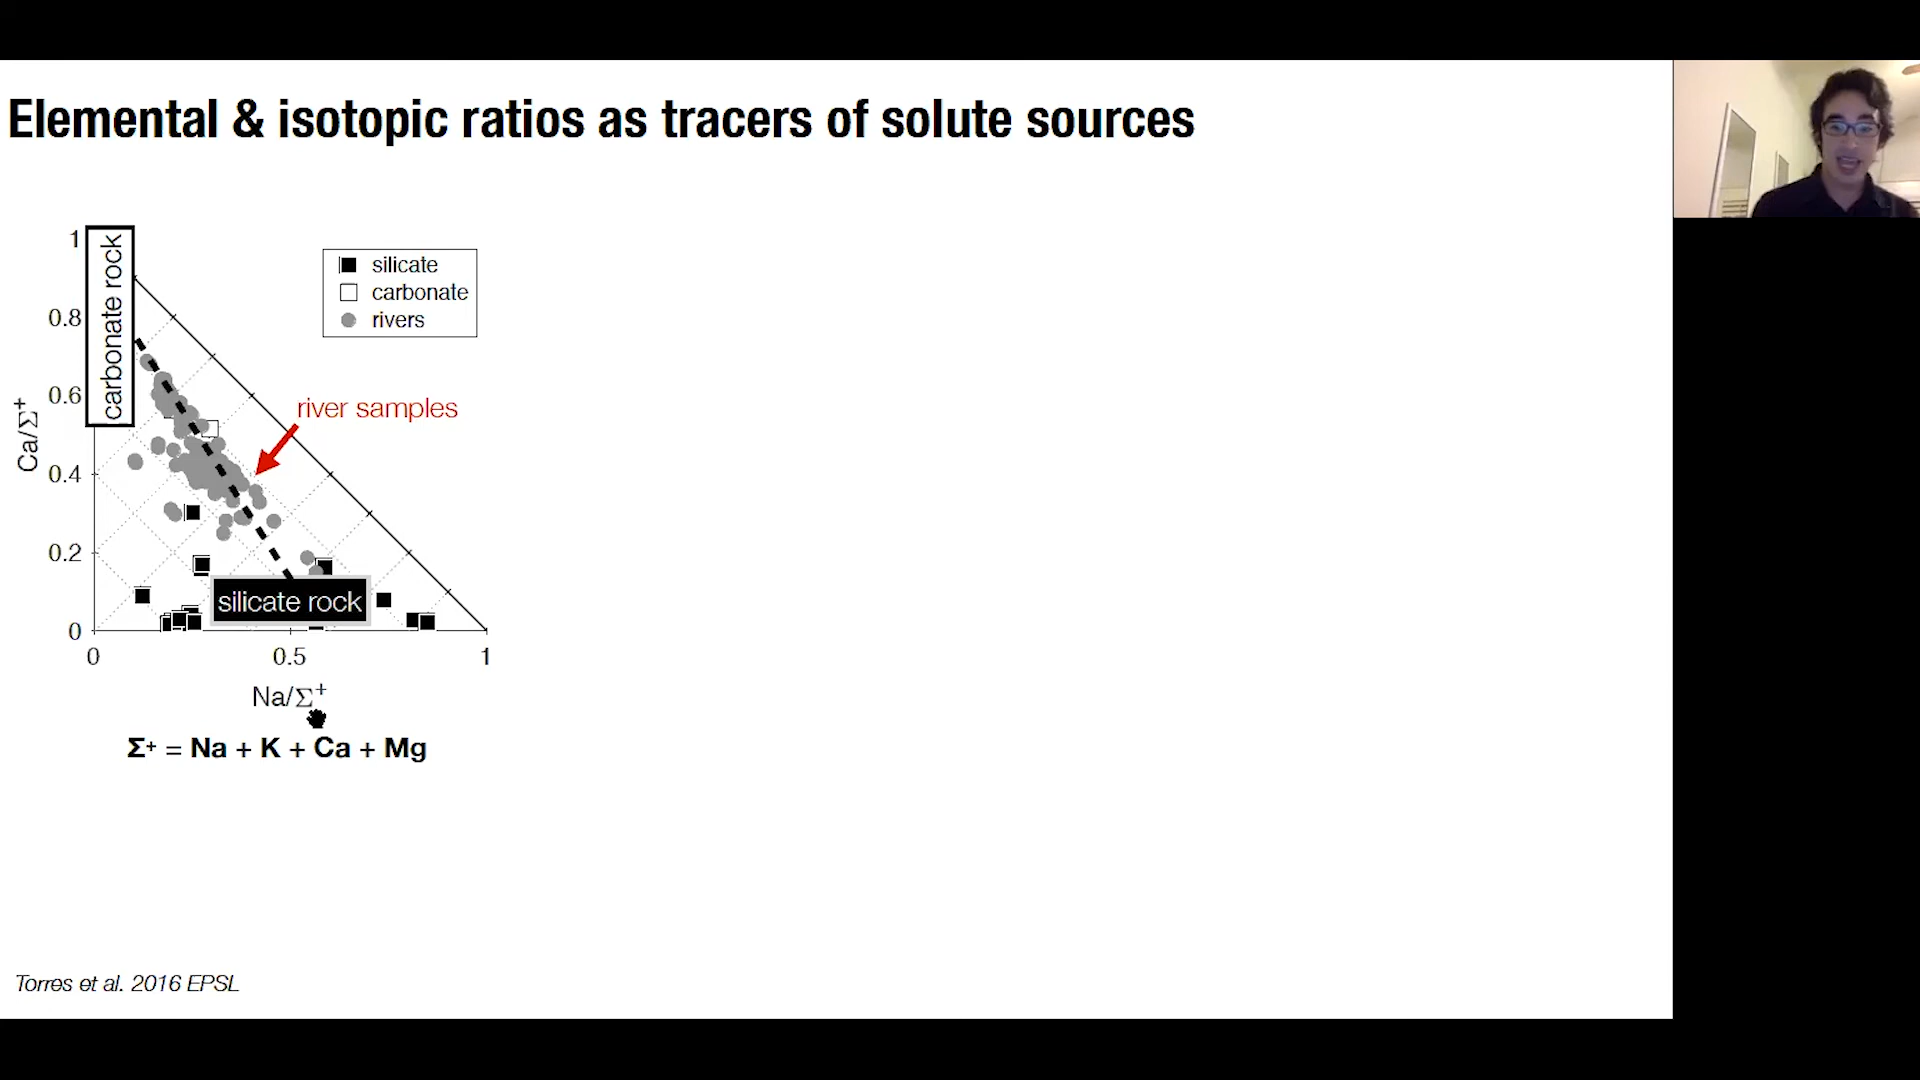 Elemental & isotopic ratios as tracers of solute sources
carbonate rock
silicate
carbonate
rivers
river samples
silicate rock
Ca/Σ⁺
1
0.8
0.6
0.4
0.2
0
0 0.5 1
Na/Σ⁺
Σ⁺ = Na + K + Ca + Mg
Torres et al. 2016 EPSL